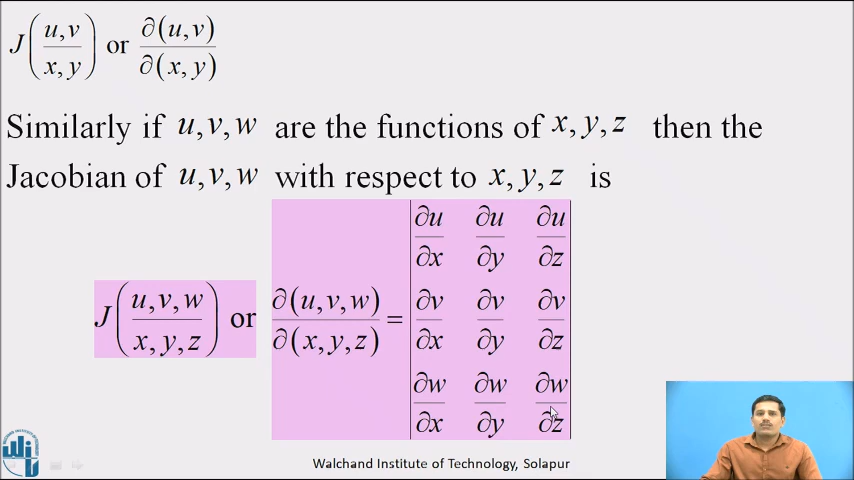 J(u,v/x,y) or ∂(u,v)/∂(x,y)
Similarly if u,v,w are the functions of x,y,z then the
Jacobian of u,v,w with respect to x,y,z is
J(u,v,w/x,y,z) or ∂(u,v,w)/∂(x,y,z) = |∂u/∂x ∂u/∂y ∂u/∂z|
|∂v/∂x ∂v/∂y ∂v/∂z|
|∂w/∂x ∂w/∂y ∂w/∂z|
Walchand Institute of Technology, Solapur